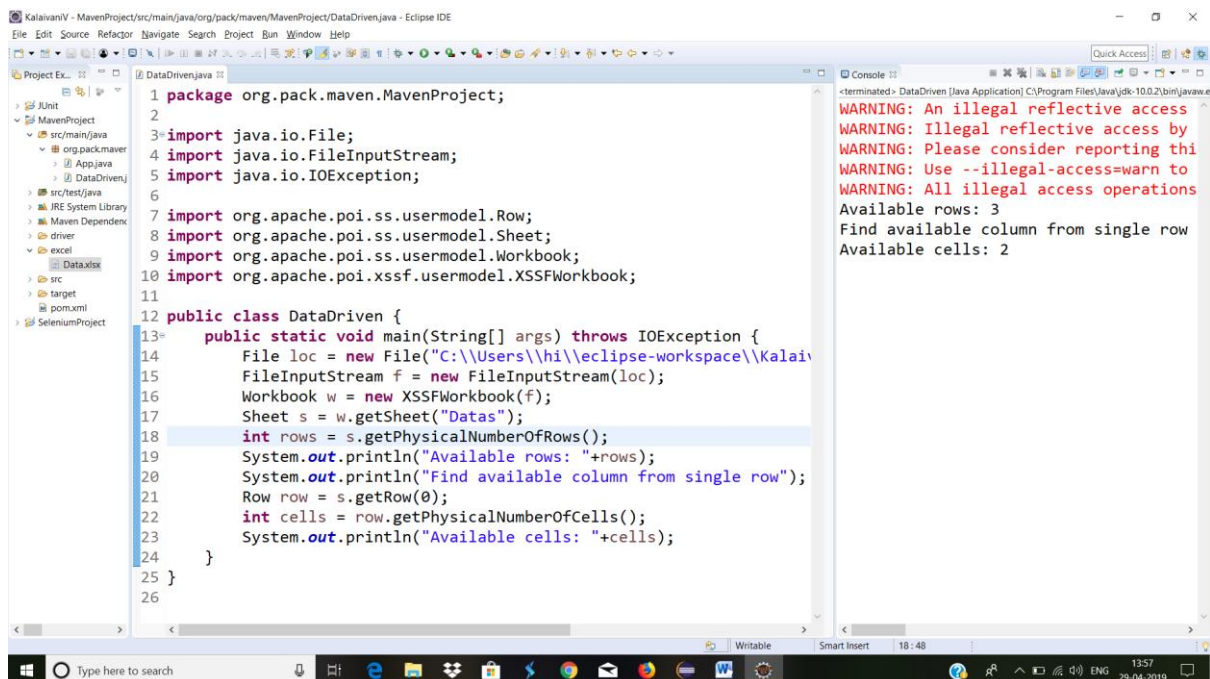 KalaivaniV - MavenProject/src/main/java/org/pack/maven/MavenProject/DataDriven.java - Eclipse IDE
File Edit Source Refactor Navigate Search Project Run Window Help
Quick Access
Project Ex...
JUnit
MavenProject
src/main/java
org.pack.maver
App.java
DataDriven.j
src/test/java
JRE System Library
Maven Dependenc
driver
excel
Data.xlsx
src
target
pom.xml
SeleniumProject
DataDriven.java
1 package org.pack.maven.MavenProject;
2
3 import java.io.File;
4 import java.io.FileInputStream;
5 import java.io.IOException;
6
7 import org.apache.poi.ss.usermodel.Row;
8 import org.apache.poi.ss.usermodel.Sheet;
9 import org.apache.poi.ss.usermodel.Workbook;
10 import org.apache.poi.xssf.usermodel.XSSFWorkbook;
11
12 public class DataDriven {
13 public static void main(String[] args) throws IOException {
14 File loc = new File("C:\\Users\\hi\\eclipse-workspace\\Kalaiv
15 FileInputStream f = new FileInputStream(loc);
16 Workbook w = new XSSFWorkbook(f);
17 Sheet s = w.getSheet("Datas");
18 int rows = s.getPhysicalNumberOfRows();
19 System.out.println("Available rows: "+rows);
20 System.out.println("Find available column from single row");
21 Row row = s.getRow(0);
22 int cells = row.getPhysicalNumberOfCells();
23 System.out.println("Available cells: "+cells);
24 }
25 }
26
Console
<terminated> DataDriven [Java Application] C:\Program Files\Java\jdk-10.0.2\bin\javaw.e
WARNING: An illegal reflective access
WARNING: Illegal reflective access by
WARNING: Please consider reporting thi
WARNING: Use --illegal-access=warn to
WARNING: All illegal access operations
Available rows: 3
Find available column from single row
Available cells: 2
Writable Smart Insert 18 : 48
Type here to search
ENG
13:57
29-04-2019